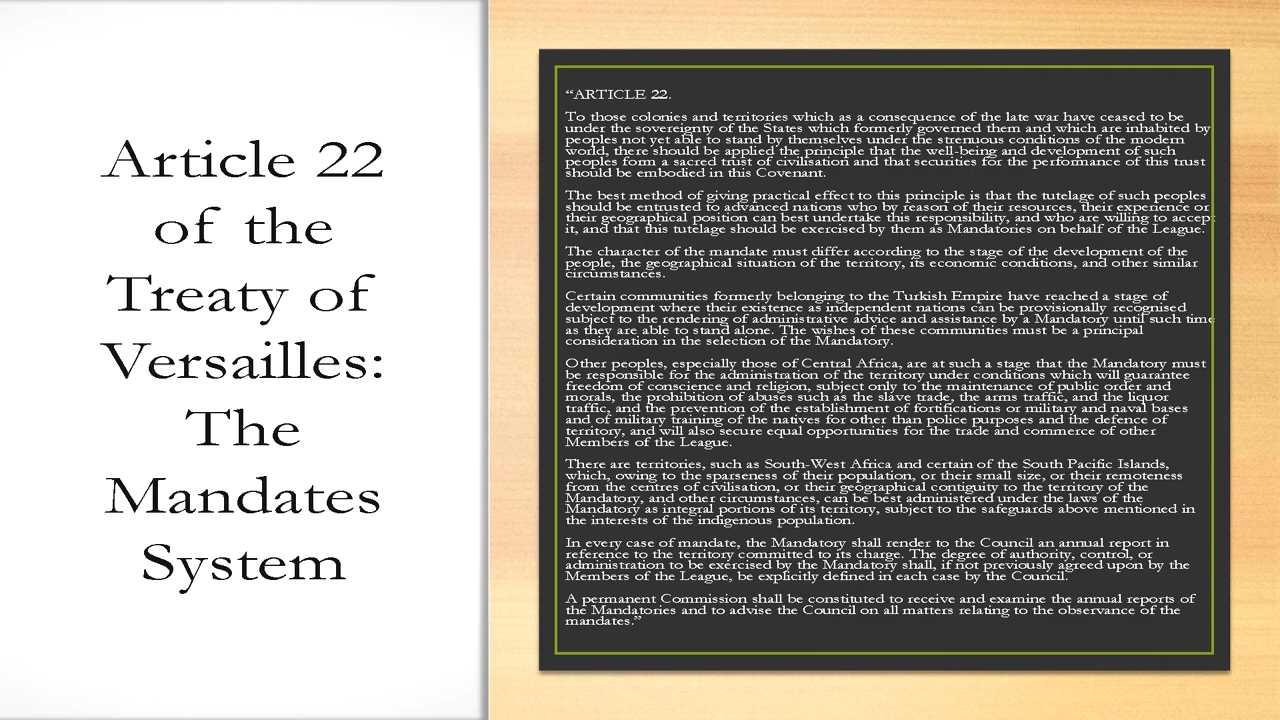 Article 22
of the
Treaty of
Versailles:
The
Mandates
System
“ARTICLE 22.
To those colonies and territories which as a consequence of the late war have ceased to be
under the sovereignty of the States which formerly governed them and which are inhabited by
peoples not yet able to stand by themselves under the strenuous conditions of the modern
world, there should be applied the principle that the well-being and development of such
peoples form a sacred trust of civilisation and that securities for the performance of this trust
should be embodied in this Covenant.
The best method of giving practical effect to this principle is that the tutelage of such peoples
should be entrusted to advanced nations who by reason of their resources, their experience or
their geographical position can best undertake this responsibility, and who are willing to accept
it, and that this tutelage should be exercised by them as Mandatories on behalf of the League.
The character of the mandate must differ according to the stage of the development of the
people, the geographical situation of the territory, its economic conditions, and other similar
circumstances.
Certain communities formerly belonging to the Turkish Empire have reached a stage of
development where their existence as independent nations can be provisionally recognised
subject to the rendering of administrative advice and assistance by a Mandatory until such time
as they are able to stand alone. The wishes of these communities must be a principal
consideration in the selection of the Mandatory.
Other peoples, especially those of Central Africa, are at such a stage that the Mandatory must
be responsible for the administration of the territory under conditions which will guarantee
freedom of conscience and religion, subject only to the maintenance of public order and
morals, the prohibition of abuses such as the slave trade, the arms traffic, and the liquor
traffic, and the prevention of the establishment of fortifications or military and naval bases
and of military training of the natives for other than police purposes and the defence of
territory, and will also secure equal opportunities for the trade and commerce of other
Members of the League.
There are territories, such as South-West Africa and certain of the South Pacific Islands,
which, owing to the sparseness of their population, or their small size, or their remoteness
from the centres of civilisation, or their geographical contiguity to the territory of the
Mandatory, and other circumstances, can be best administered under the laws of the
Mandatory as integral portions of its territory, subject to the safeguards above mentioned in
the interests of the indigenous population.
In every case of mandate, the Mandatory shall render to the Council an annual report in
reference to the territory committed to its charge. The degree of authority, control, or
administration to be exercised by the Mandatory shall, if not previously agreed upon by the
Members of the League, be explicitly defined in each case by the Council.
A permanent Commission shall be constituted to receive and examine the annual reports of
the Mandatories and to advise the Council on all matters relating to the observance of the
mandates.”